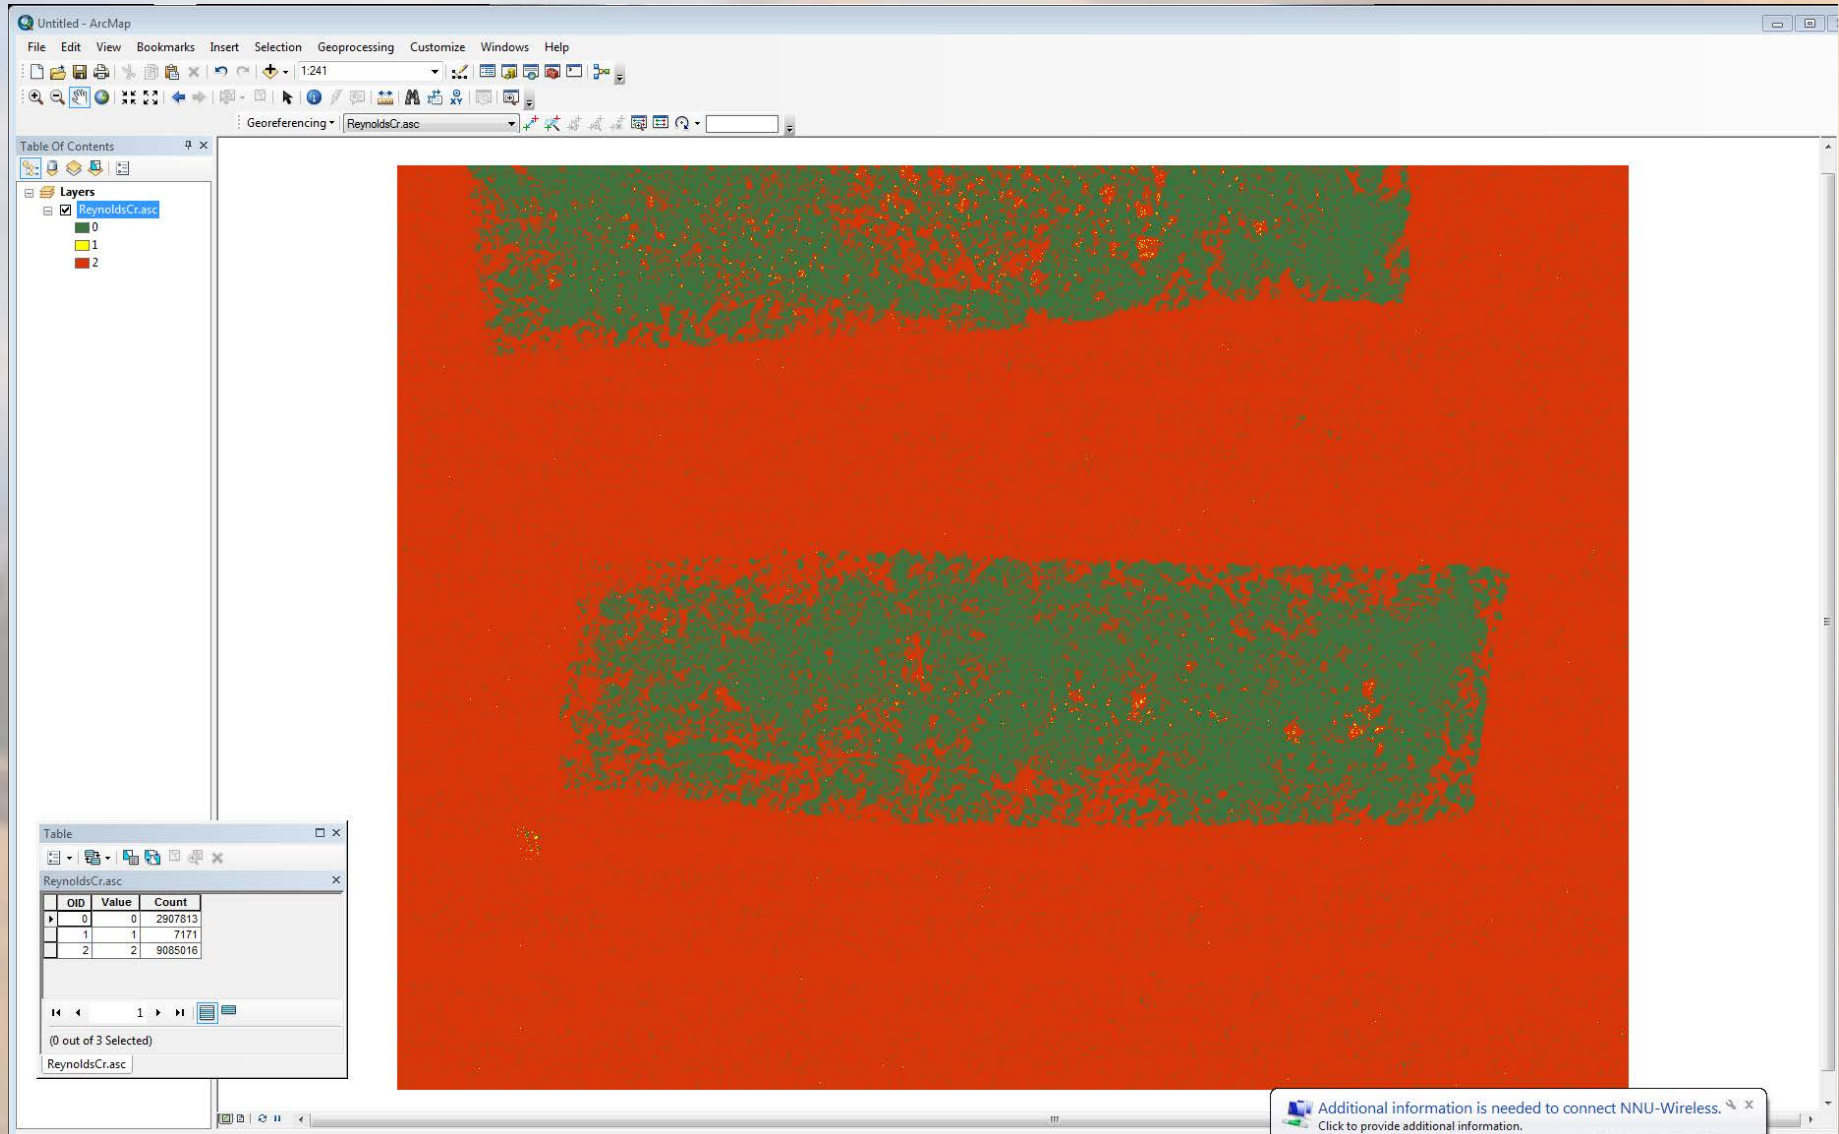 Untitled - ArcMap
File Edit View Bookmarks Insert Selection Geoprocessing Customize Windows Help
1:241
Georeferencing ReynoldsCr.asc
Table Of Contents
Layers
ReynoldsCr.asc
0
1
2
Table
ReynoldsCr.asc
OID Value Count
0 0 2907813
1 1 7171
2 2 9085016
1
(0 out of 3 Selected)
ReynoldsCr.asc
Additional information is needed to connect NNU-Wireless.
Click to provide additional information.